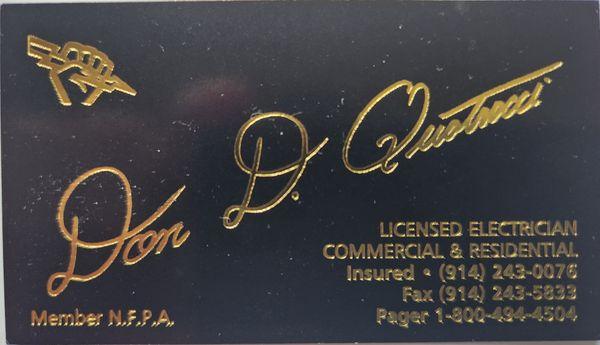 Don D. Quatrocci
LICENSED ELECTRICIAN
COMMERCIAL & RESIDENTIAL
Insured • (914) 243-0076
Fax (914) 243-5833
Pager 1-800-494-4504
Member N.F.P.A.